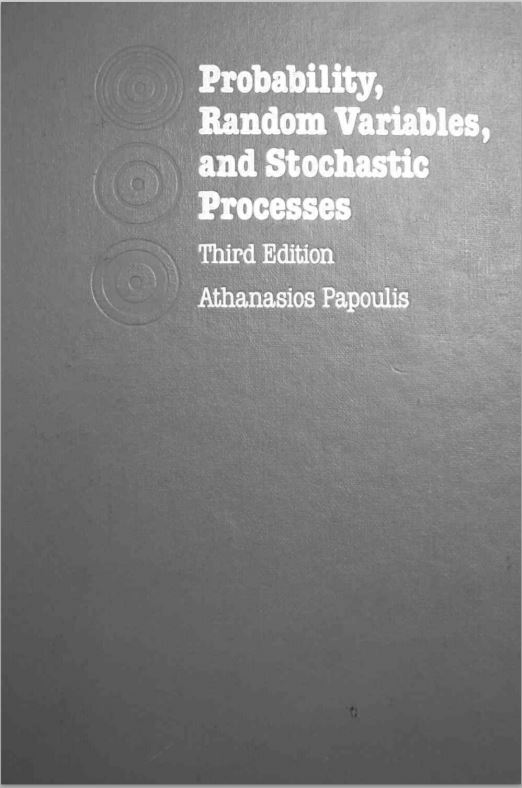 Probability,
Random Variables,
and Stochastic
Processes
Third Edition
Athanasios Papoulis